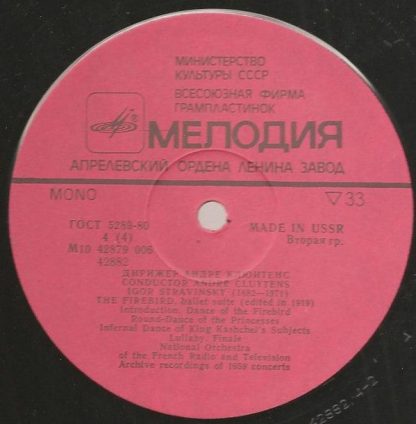 МИНИСТЕРСТВО
КУЛЬТУРЫ СССР
ВСЕСОЮЗНАЯ ФИРМА
ГРАМПЛАСТИНОК
МЕЛОДИЯ
АПРЕЛЕВСКИЙ ОРДЕНА ЛЕНИНА ЗАВОД
MONO
▽33
ГОСТ 5289-80
4 (4)
М10 42879 006
42882
MADE IN USSR
Вторая гр.
ДИРИЖЕР АНДРЕ КЛЮИТЕНС
CONDUCTOR ANDRE CLUYTENS
IGOR STRAVINSKY (1882—1971)
THE FIREBIRD, ballet suite (edited in 1919)
Introduction. Dance of the Firebird
Round-Dance of the Princesses
Infernal Dance of King Kashchei's Subjects
Lullaby. Finale
National Orchestra
of the French Radio and Television
Archive recordings of 1959 concerts